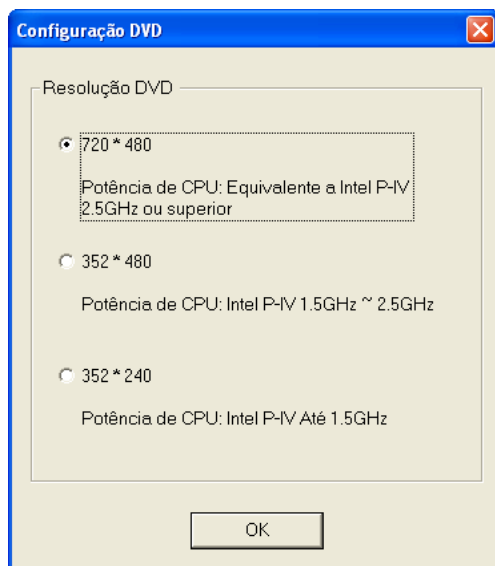 Configuração DVD
Resolução DVD
720 * 480
Potência de CPU: Equivalente a Intel P-IV
2.5GHz ou superior
352 * 480
Potência de CPU: Intel P-IV 1.5GHz ~ 2.5GHz
352 * 240
Potência de CPU: Intel P-IV Até 1.5GHz
OK